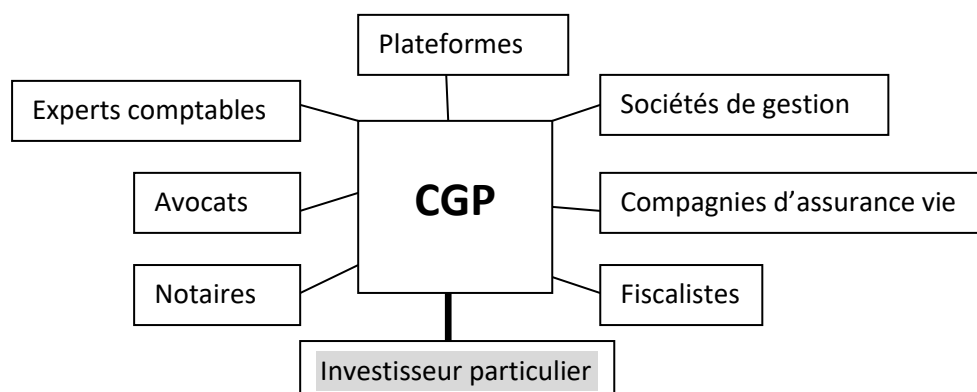 Plateformes
Experts comptables
Sociétés de gestion
Avocats
CGP
Compagnies d'assurance vie
Notaires
Fiscalistes
Investisseur particulier